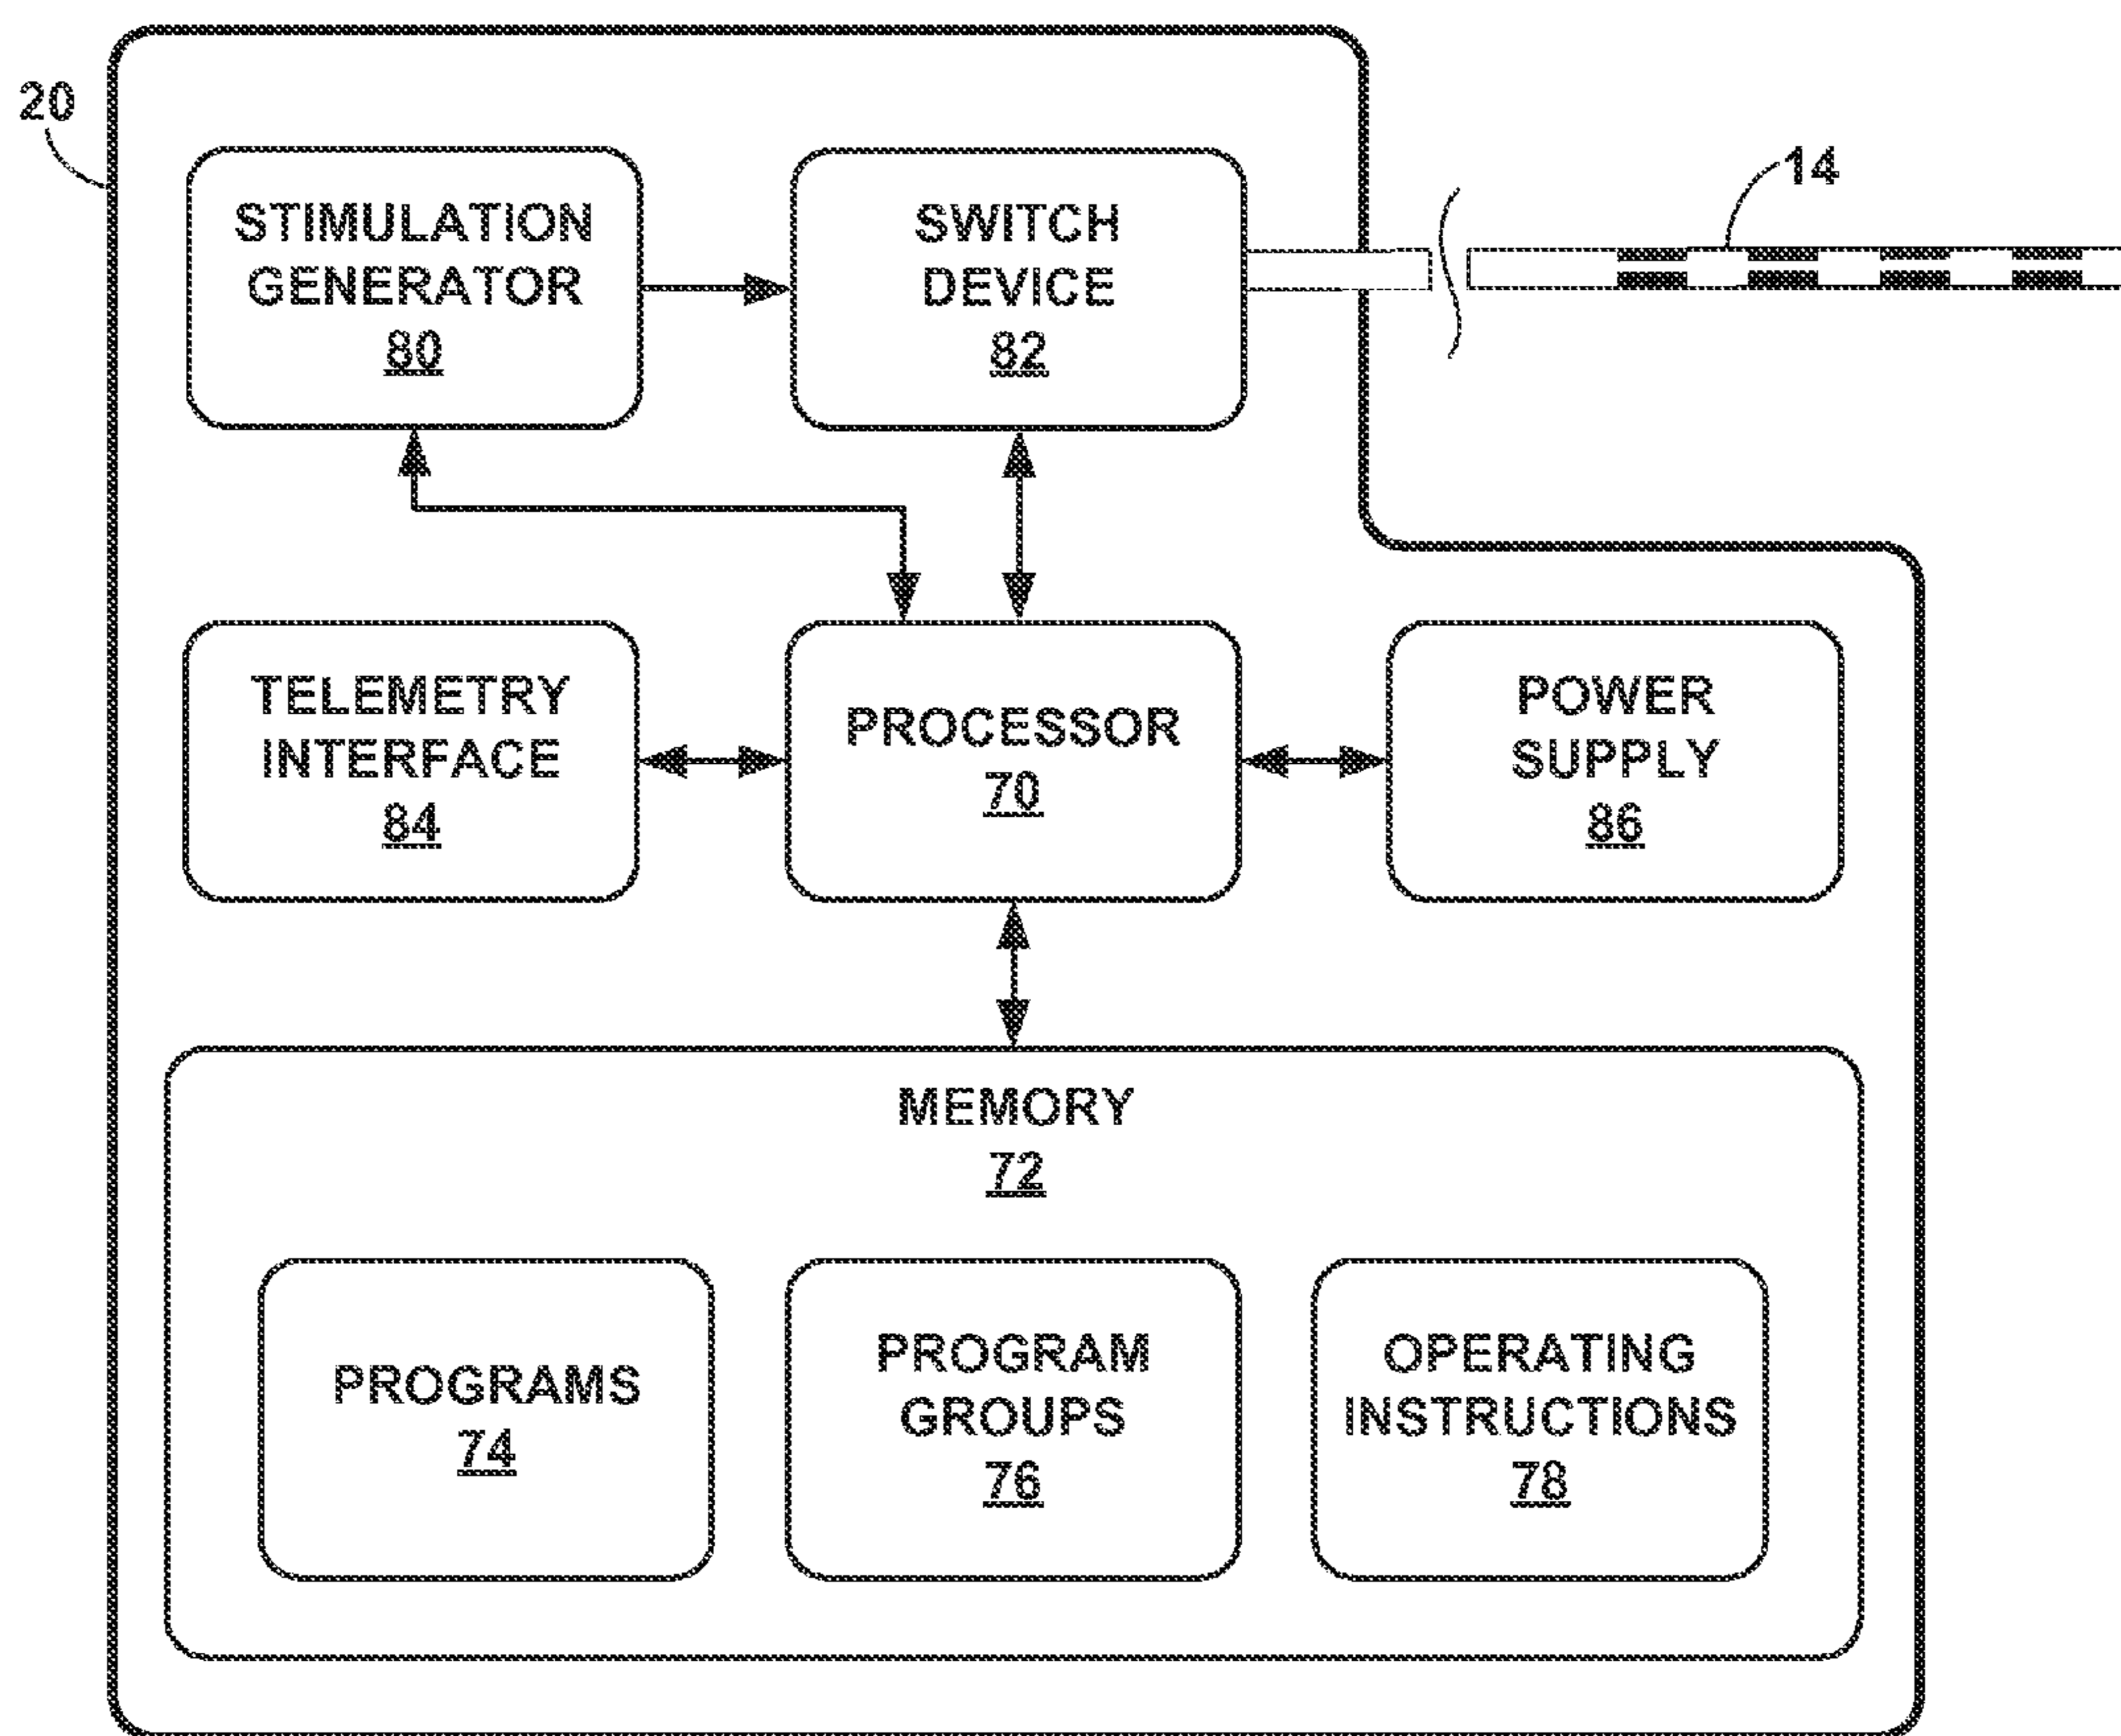 20
14
STIMULATION
GENERATOR
80
SWITCH
DEVICE
82
TELEMETRY
INTERFACE
84
PROCESSOR
70
POWER
SUPPLY
86
MEMORY
72
PROGRAMS
74
PROGRAM
GROUPS
76
OPERATING
INSTRUCTIONS
78